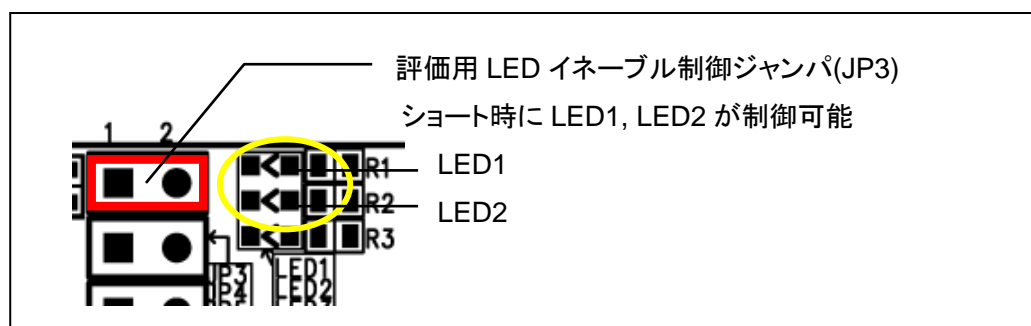 評価用 LED イネーブル制御ジャンパ(JP3)
ショート時に LED1, LED2 が制御可能
1 2
LED1
R1
LED2
R2
R3
JP3
LED1
LED2